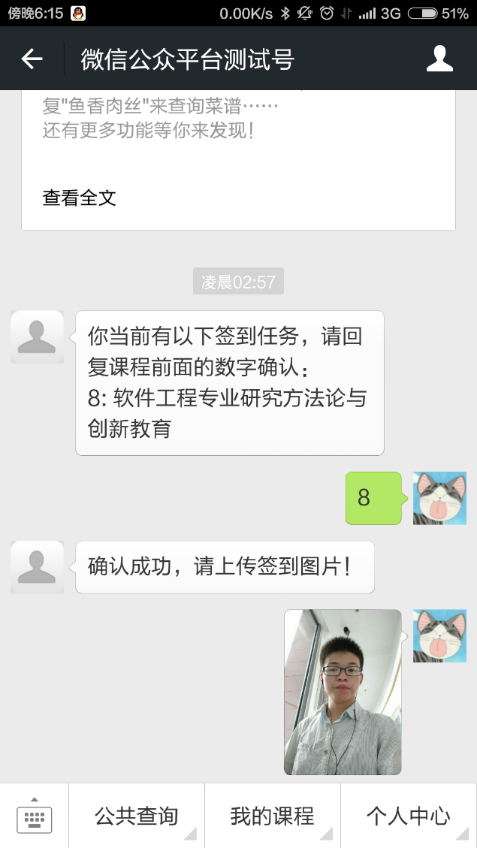 傍晚6:15 0.00K/s 3G 51%
微信公众平台测试号
复"鱼香肉丝"来查询菜谱……
还有更多功能等你来发现！
查看全文
凌晨02:57
你当前有以下签到任务，请回
复课程前面的数字确认：
8: 软件工程专业研究方法论与
创新教育
8
确认成功，请上传签到图片！
公共查询 我的课程 个人中心